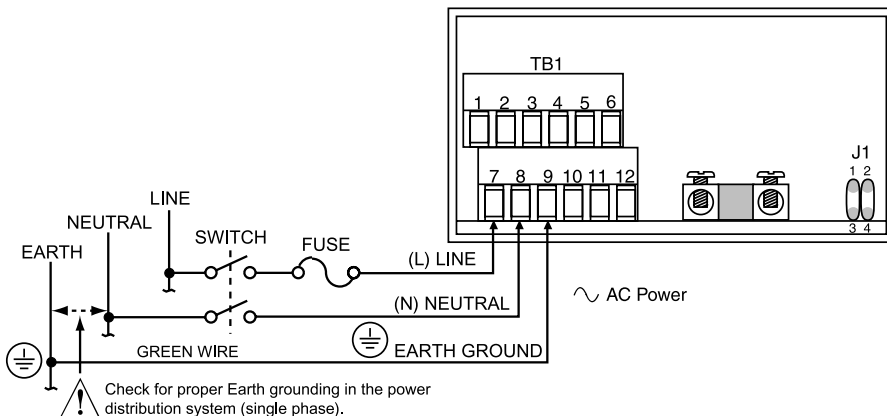 TB1
1 2 3 4 5 6
7 8 9 10 11 12
J1
1 2
3 4
LINE
NEUTRAL
EARTH
SWITCH
FUSE
(L) LINE
(N) NEUTRAL
AC Power
GREEN WIRE
EARTH GROUND
!
Check for proper Earth grounding in the power
distribution system (single phase).